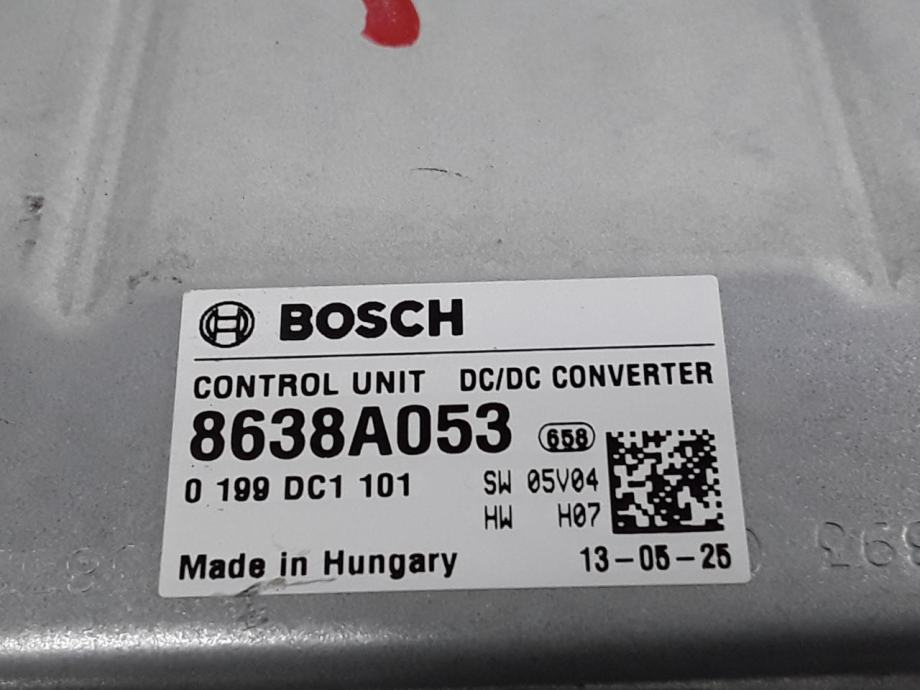 BOSCH
CONTROL UNIT DC/DC CONVERTER
8638A053 658
0 199 DC1 101 SW 05V04
HW H07
Made in Hungary 13-05-25